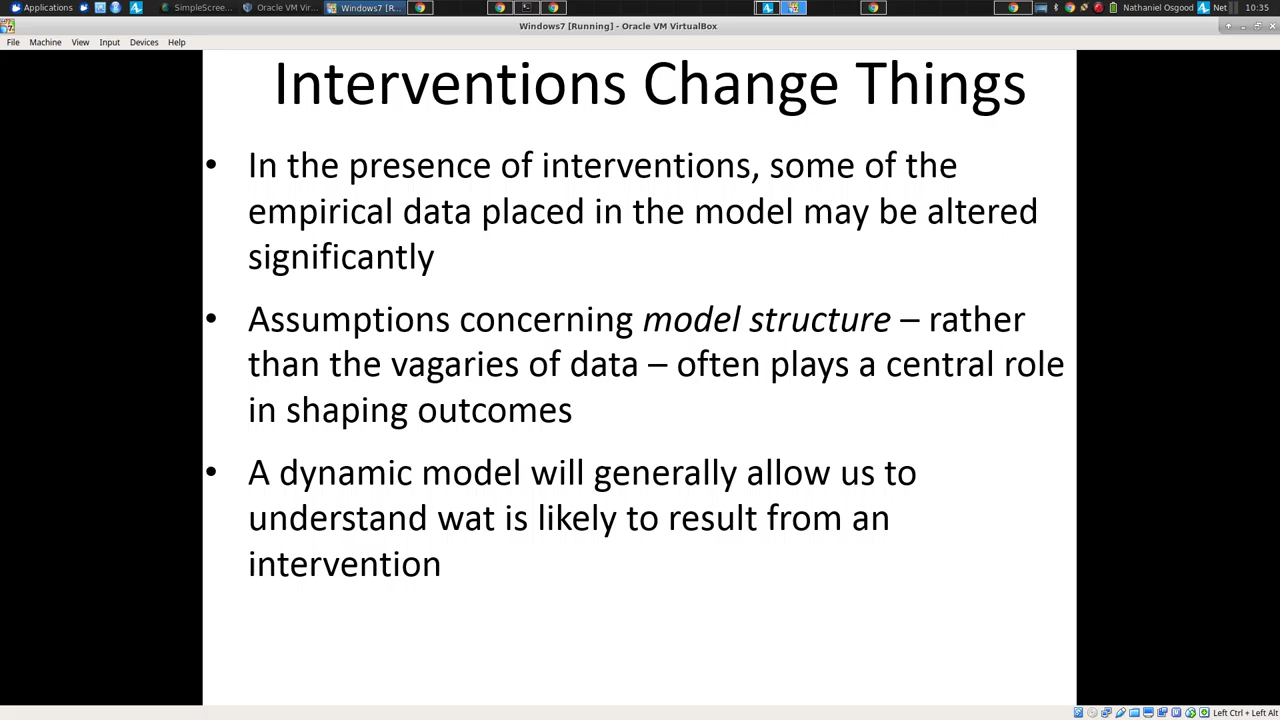 Applications
SimpleScree...
Oracle VM Vir...
Windows7 [R...
Nathaniel Osgood
Net
10:35
Windows7 [Running] - Oracle VM VirtualBox
File Machine View Input Devices Help
Interventions Change Things
• In the presence of interventions, some of the
empirical data placed in the model may be altered
significantly
• Assumptions concerning model structure – rather
than the vagaries of data – often plays a central role
in shaping outcomes
• A dynamic model will generally allow us to
understand wat is likely to result from an
intervention
Left Ctrl + Left Alt